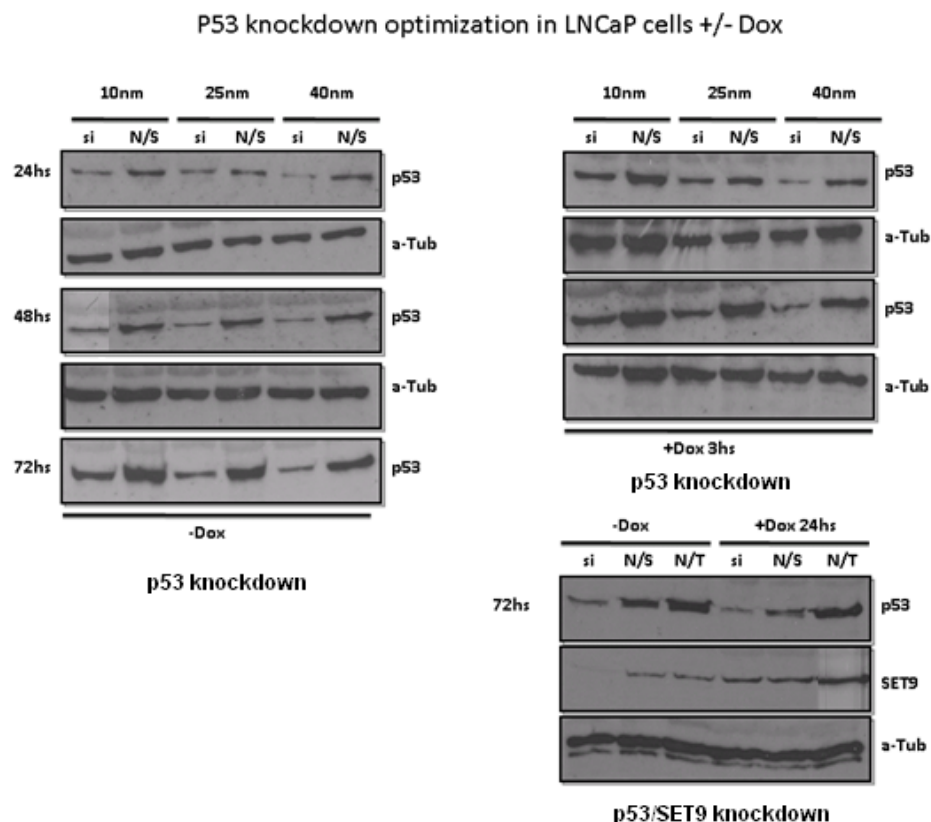 P53 knockdown optimization in LNCaP cells +/- Dox
10nm 25nm 40nm
si N/S si N/S si N/S
24hs p53
a-Tub
48hs p53
a-Tub
72hs p53
-Dox
p53 knockdown
10nm 25nm 40nm
si N/S si N/S si N/S
p53
a-Tub
p53
a-Tub
+Dox 3hs
p53 knockdown
-Dox +Dox 24hs
si N/S N/T si N/S N/T
72hs p53
SET9
a-Tub
p53/SET9 knockdown